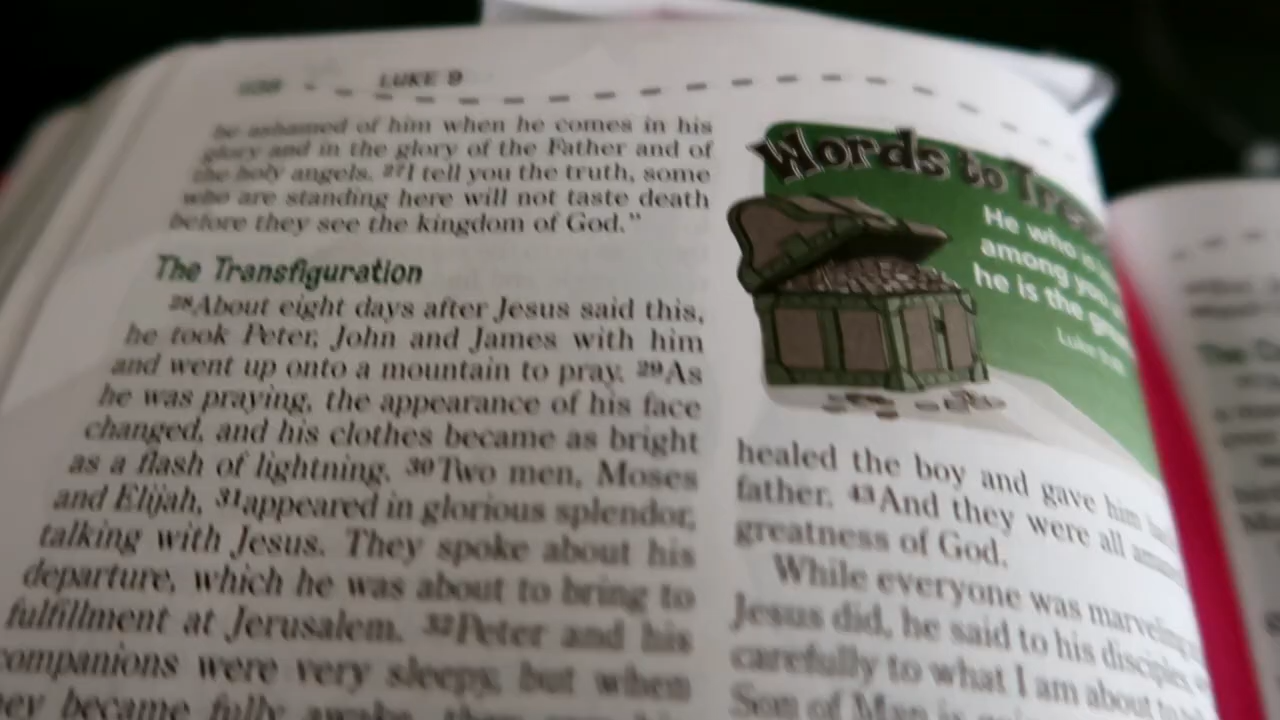 LUKE 9
be ashamed of him when he comes in his
glory and in the glory of the Father and of
the holy angels. 27I tell you the truth, some
who are standing here will not taste death
before they see the kingdom of God."
The Transfiguration
28About eight days after Jesus said this,
he took Peter, John and James with him
and went up onto a mountain to pray. 29As
he was praying, the appearance of his face
changed, and his clothes became as bright
as a flash of lightning. 30Two men, Moses
and Elijah, 31appeared in glorious splendor,
talking with Jesus. They spoke about his
departure, which he was about to bring to
fulfillment at Jerusalem. 32Peter and his
companions were very sleepy, but when
became fully awake,
Words to
He who
among you
he is the
Luke
healed the boy and gave him
father. 43And they were all
greatness of God.
While everyone was marveling
Jesus did, he said to his disciples,
carefully to what I am about to
Son of Man is